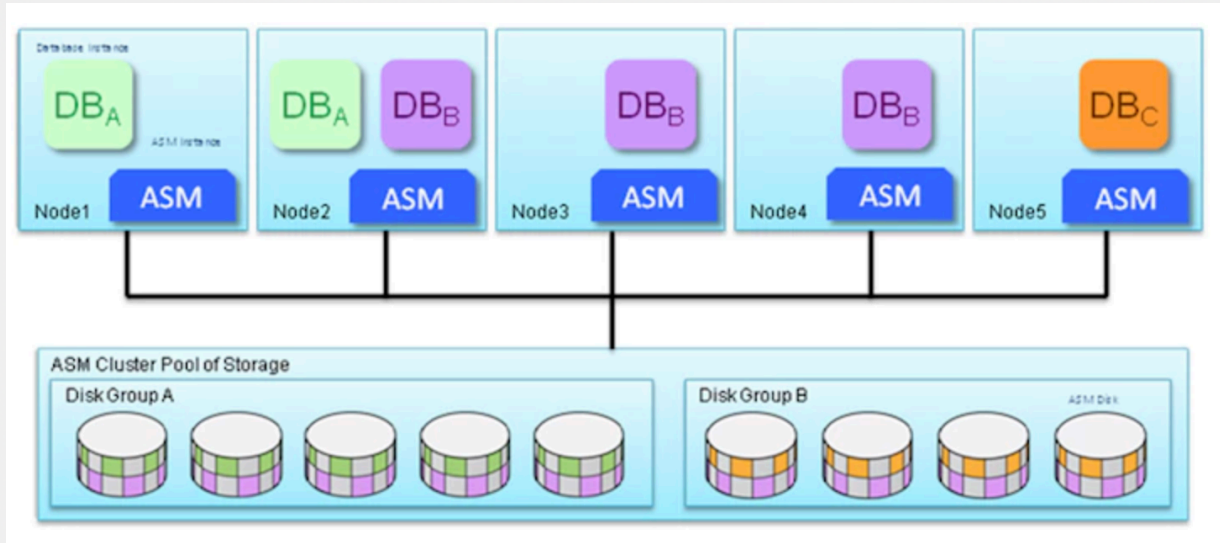 Database Instance
DBA
ASM Instance
Node1
ASM
DBA
DBB
Node2
ASM
DBB
Node3
ASM
DBB
Node4
ASM
DBC
Node5
ASM
ASM Cluster Pool of Storage
Disk Group A
Disk Group B
ASM Disk